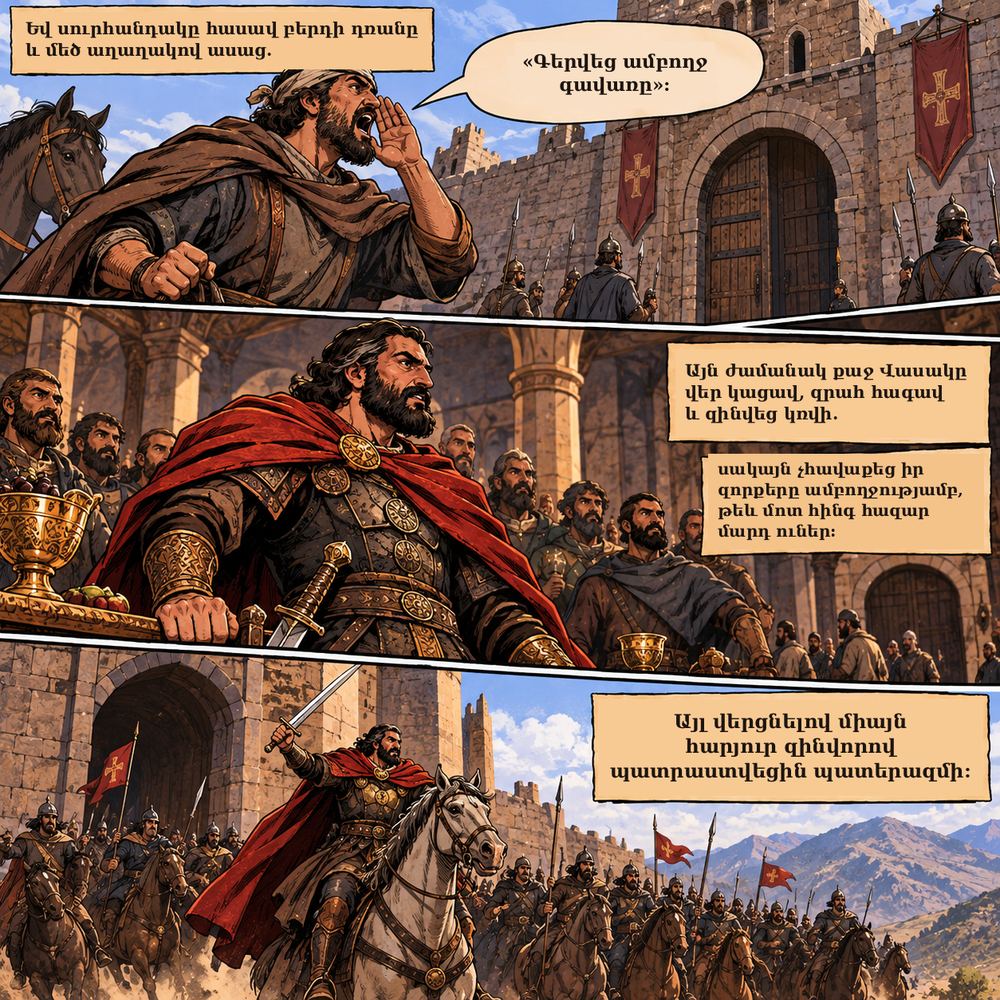 Եվ սուրհանդակը հասավ բերդի դռանը
և մեծ աղաղակով ասաց.
«Գերվեց ամբողջ
գավառը»:
Այն ժամանակ քաջ Վասակը
վեր կացավ, զրահ հագավ
և զինվեց կռվի.
սակայն չհավաքեց իր
զորքերը ամբողջությամբ,
թեև մոտ հինգ հազար
մարդ ուներ:
Այլ վերցնելով միայն
հարյուր զինվորով
պատրաստվեցին պատերազմի: